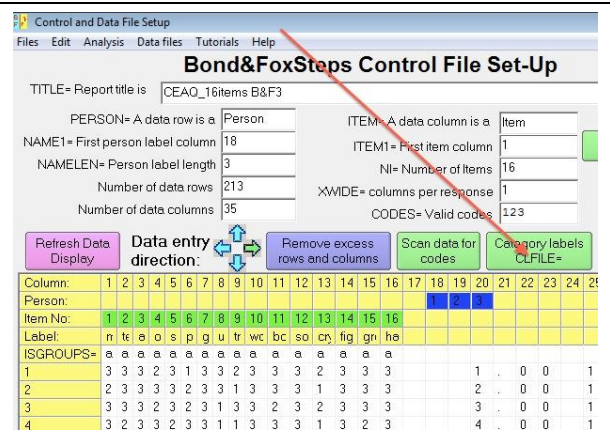 Control and Data File Setup
Files Edit Analysis Data files Tutorials Help
Bond&FoxSteps Control File Set-Up
TITLE= Report title is CEAQ_16items B&F3
PERSON= A data row is a Person ITEM= A data column is a Item
NAME1= First person label column 18 ITEM1= First item column 1
NAMELEN= Person label length 3 NI= Number of Items 16
Number of data rows 213 XWIDE= columns per response 1
Number of data columns 35 CODES= Valid codes 123
Refresh Data Display Data entry direction: Remove excess rows and columns Scan data for codes Category labels CLFILE=
Column: 1 2 3 4 5 6 7 8 9 10 11 12 13 14 15 16 17 18 19 20 21 22 23 24 25
Person: 1 2 3
Item No: 1 2 3 4 5 6 7 8 9 10 11 12 13 14 15 16
Label: te a o s p g u tr wc bc so cry fig gri ha
ISGROUPS= a a a a a a a a a a a a a a a a
1 3 3 3 2 3 1 3 3 2 3 3 3 2 3 3 3 1 . 0 0 1
2 2 3 3 3 3 2 3 3 1 3 3 3 1 3 3 3 2 . 0 0 1
3 3 3 3 2 3 2 3 1 3 3 2 3 2 3 3 3 3 . 0 0 1
4 3 2 3 3 2 3 3 1 1 3 3 3 1 3 2 3 4 . 0 0 1